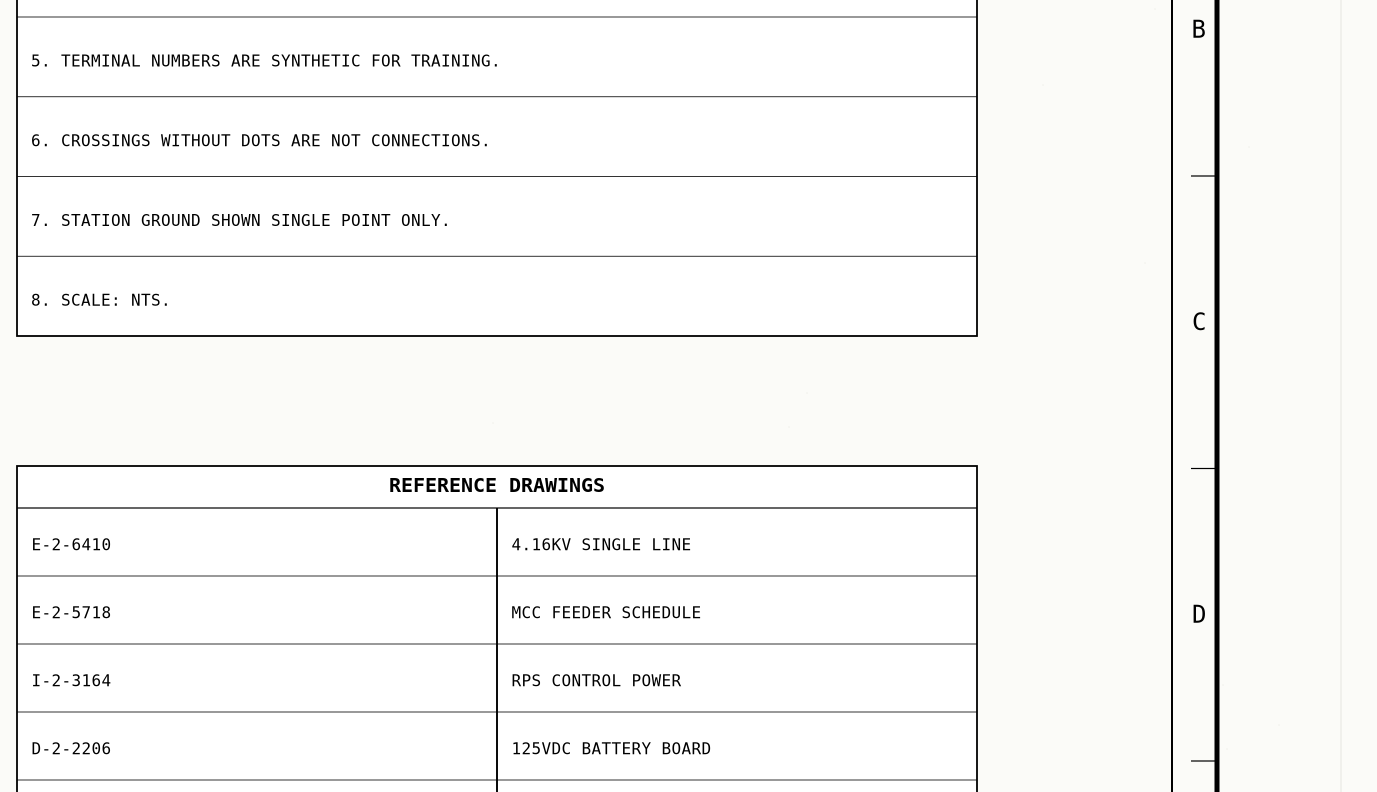 B
5. TERMINAL NUMBERS ARE SYNTHETIC FOR TRAINING.
6. CROSSINGS WITHOUT DOTS ARE NOT CONNECTIONS.
7. STATION GROUND SHOWN SINGLE POINT ONLY.
8. SCALE: NTS.
C
REFERENCE DRAWINGS
E-2-6410 4.16KV SINGLE LINE
E-2-5718 MCC FEEDER SCHEDULE
D
I-2-3164 RPS CONTROL POWER
D-2-2206 125VDC BATTERY BOARD